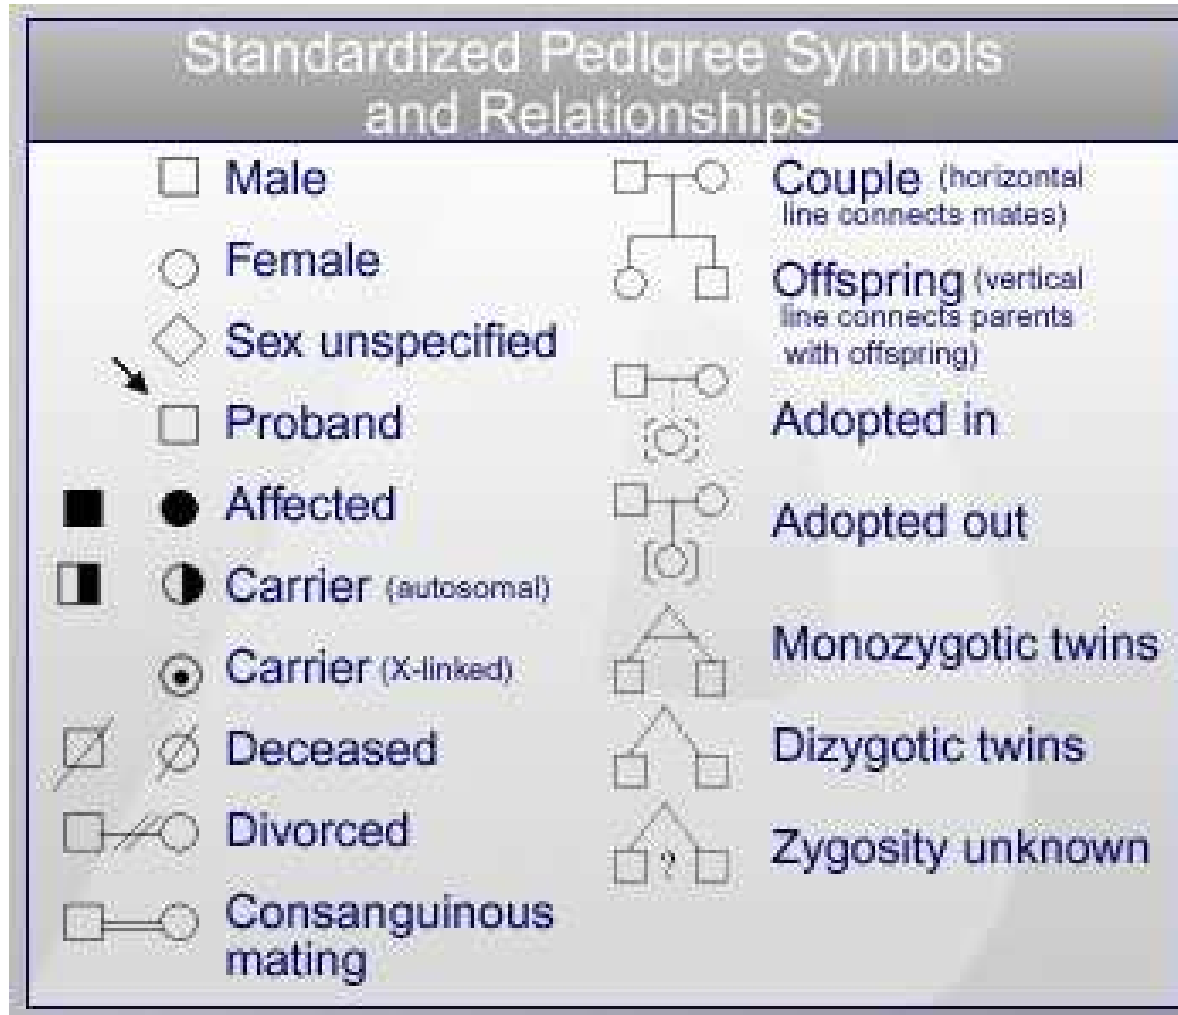 Standardized Pedigree Symbols
and Relationships
Male
Female
Sex unspecified
Proband
Affected
Carrier (autosomal)
Carrier (X-linked)
Deceased
Divorced
Consanguinous
mating
Couple (horizontal
line connects mates)
Offspring (vertical
line connects parents
with offspring)
Adopted in
Adopted out
Monozygotic twins
Dizygotic twins
?
Zygosity unknown